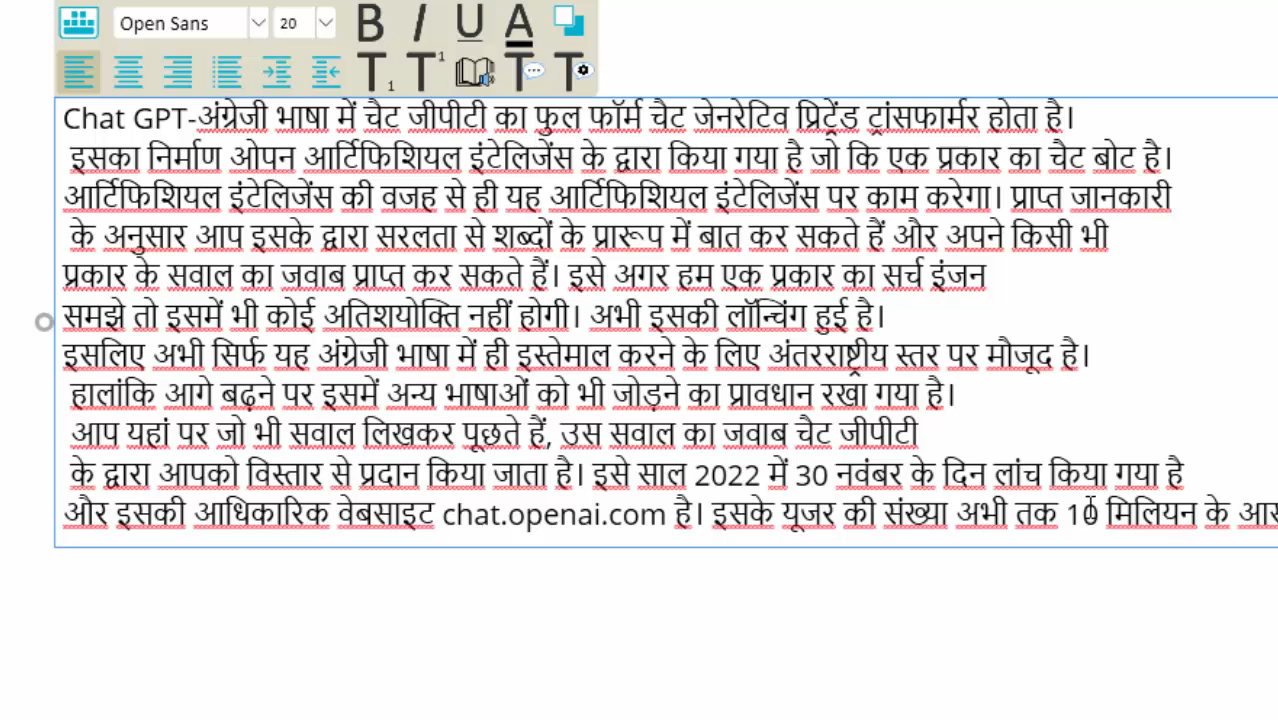 Open Sans 20 B I U A
T1 T1 T T
Chat GPT-अंग्रेजी भाषा में चैट जीपीटी का फुल फॉर्म चैट जेनरेटिव प्रिट्रेंड ट्रांसफार्मर होता है।
इसका निर्माण ओपन आर्टिफिशियल इंटेलिजेंस के द्वारा किया गया है जो कि एक प्रकार का चैट बोट है।
आर्टिफिशियल इंटेलिजेंस की वजह से ही यह आर्टिफिशियल इंटेलिजेंस पर काम करेगा। प्राप्त जानकारी
के अनुसार आप इसके द्वारा सरलता से शब्दों के प्रारूप में बात कर सकते हैं और अपने किसी भी
प्रकार के सवाल का जवाब प्राप्त कर सकते हैं। इसे अगर हम एक प्रकार का सर्च इंजन
समझे तो इसमें भी कोई अतिशयोक्ति नहीं होगी। अभी इसकी लॉन्चिंग हुई है।
इसलिए अभी सिर्फ यह अंग्रेजी भाषा में ही इस्तेमाल करने के लिए अंतरराष्ट्रीय स्तर पर मौजूद है।
हालांकि आगे बढ़ने पर इसमें अन्य भाषाओं को भी जोड़ने का प्रावधान रखा गया है।
आप यहां पर जो भी सवाल लिखकर पूछते हैं, उस सवाल का जवाब चैट जीपीटी
के द्वारा आपको विस्तार से प्रदान किया जाता है। इसे साल 2022 में 30 नवंबर के दिन लांच किया गया है
और इसकी आधिकारिक वेबसाइट chat.openai.com है। इसके यूजर की संख्या अभी तक 10 मिलियन के